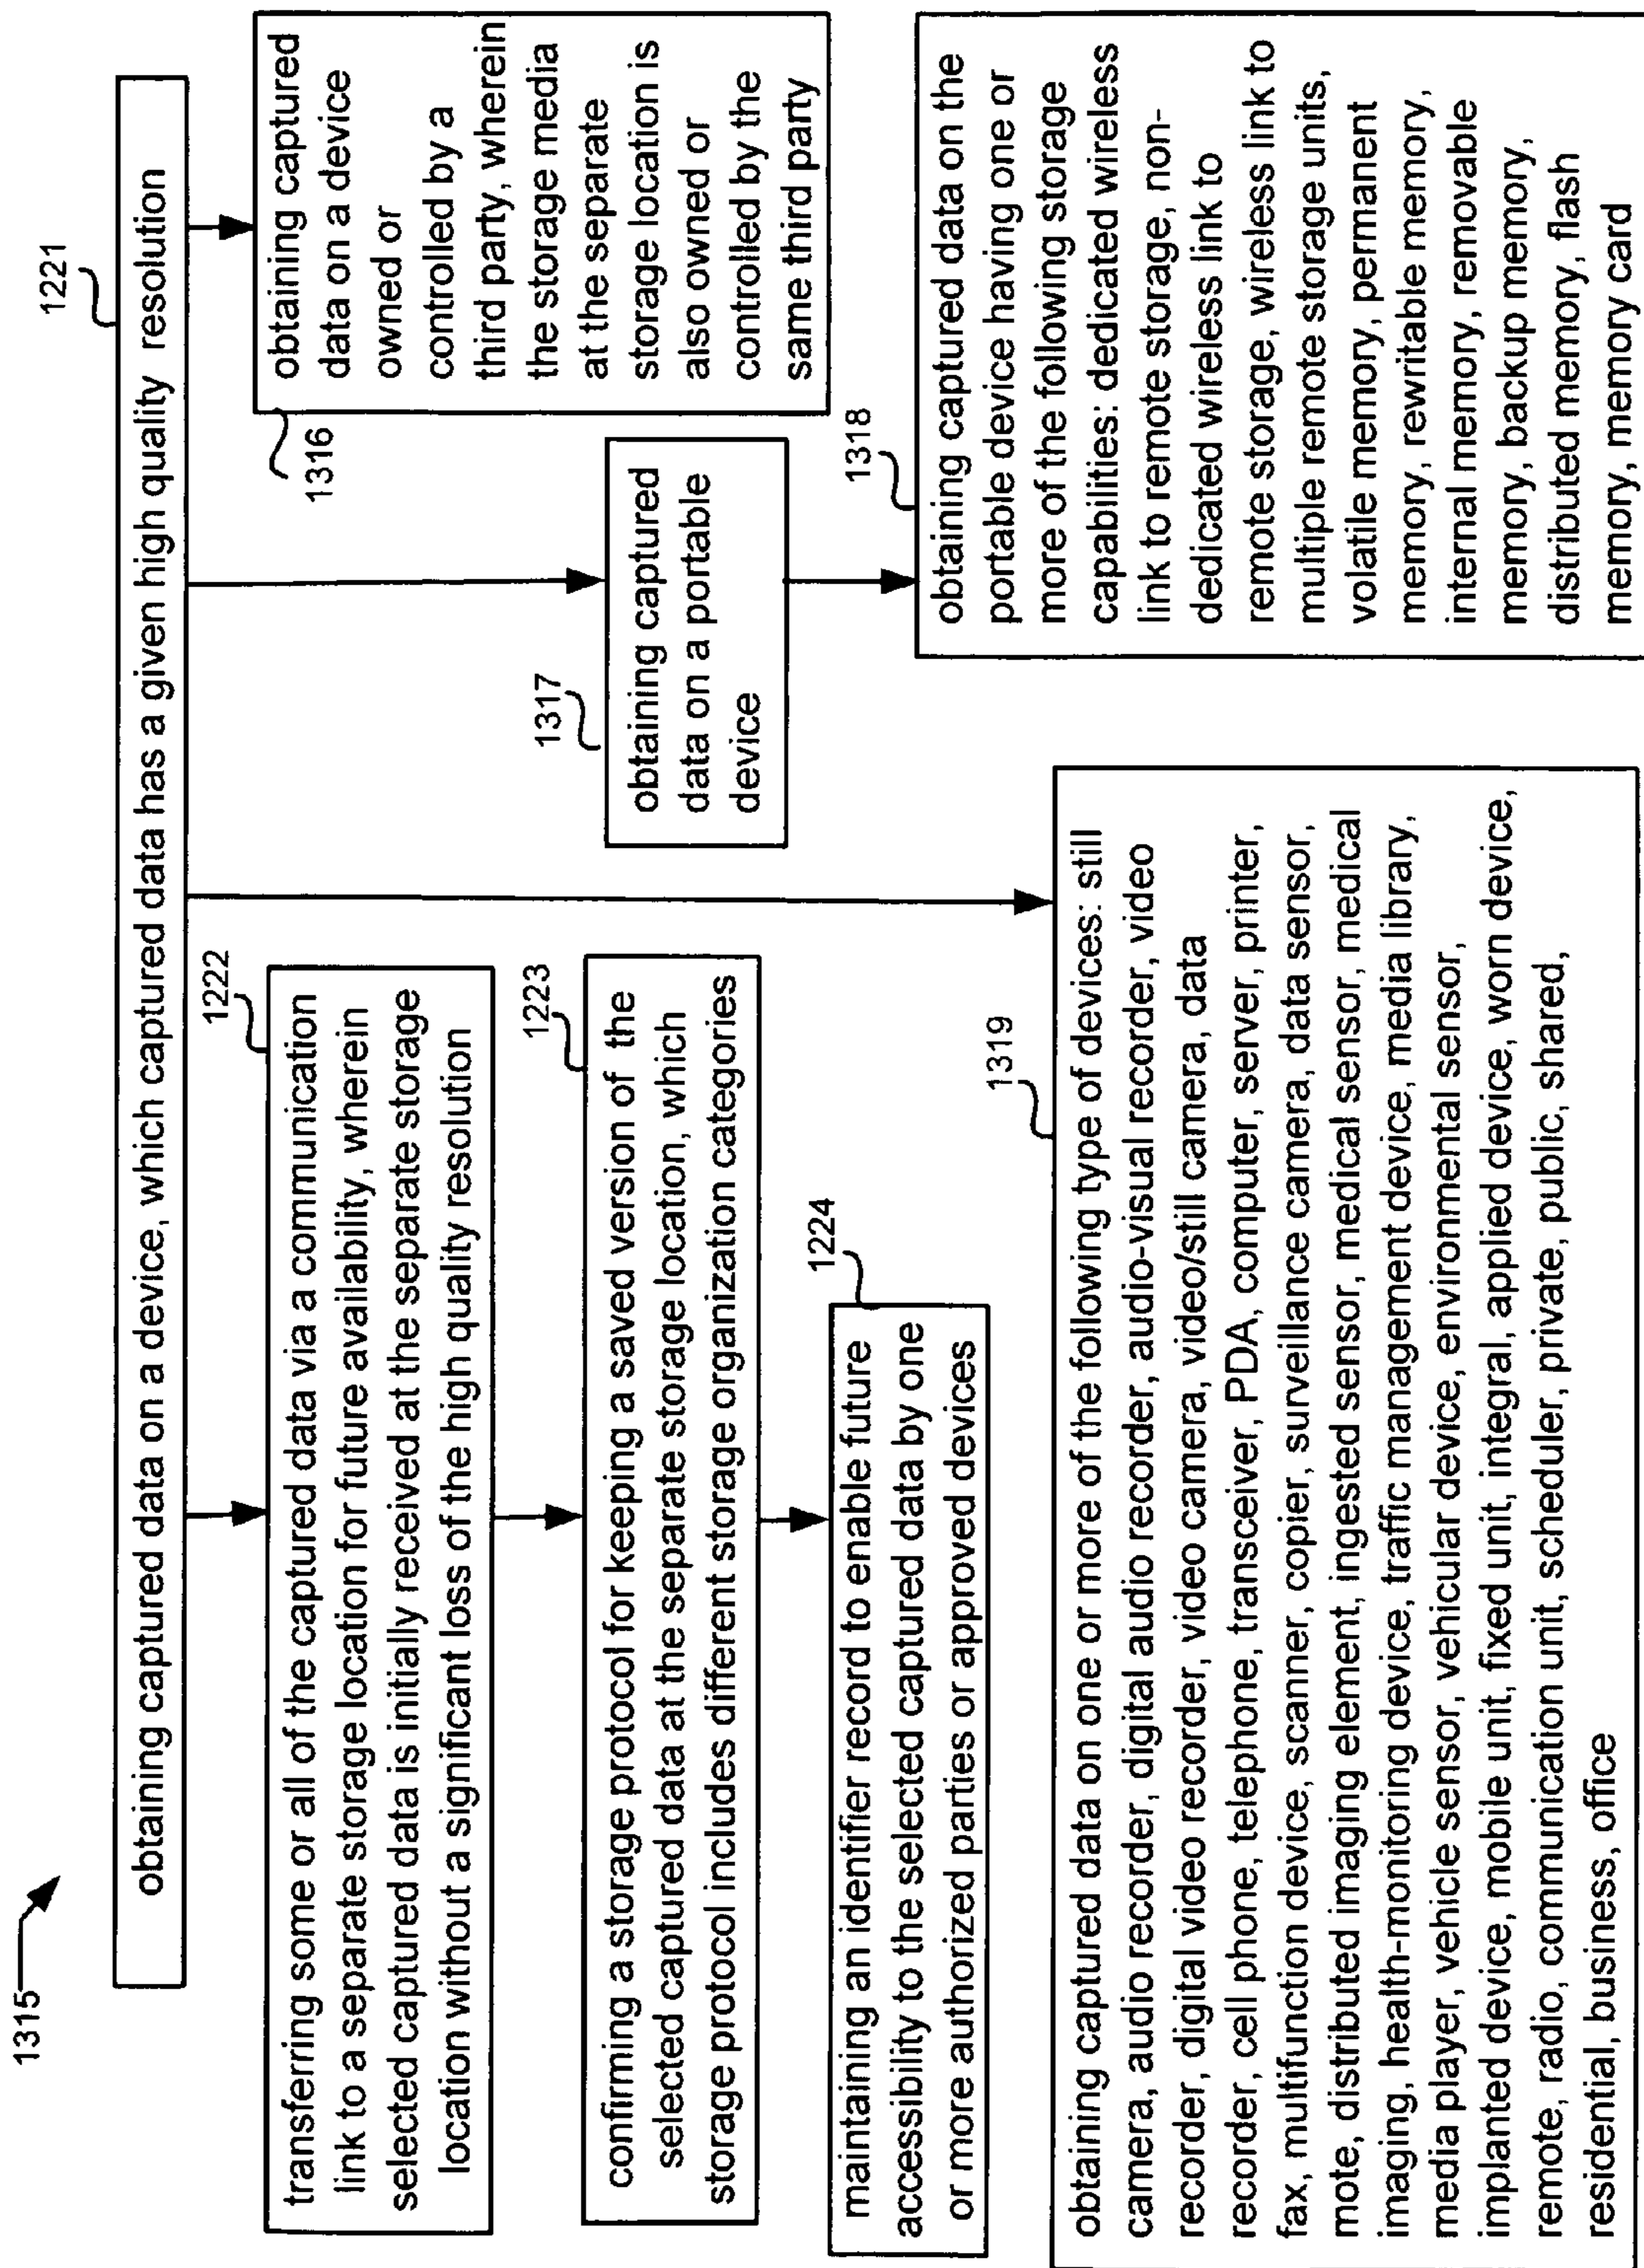 1315
1221
obtaining captured data on a device, which captured data has a given high quality resolution
1222
transferring some or all of the captured data via a communication
link to a separate storage location for future availability, wherein
selected captured data is initially received at the separate storage
location without a significant loss of the high quality resolution
1223
confirming a storage protocol for keeping a saved version of the
selected captured data at the separate storage location, which
storage protocol includes different storage organization categories
1224
maintaining an identifier record to enable future
accessibility to the selected captured data by one
or more authorized parties or approved devices
1316
obtaining captured
data on a device
owned or
controlled by a
third party, wherein
the storage media
at the separate
storage location is
also owned or
controlled by the
same third party
1317
obtaining captured
data on a portable
device
1318
obtaining captured data on the
portable device having one or
more of the following storage
capabilities: dedicated wireless
link to remote storage, non-
dedicated wireless link to
remote storage, wireless link to
multiple remote storage units,
volatile memory, permanent
memory, rewritable memory,
internal memory, removable
memory, backup memory,
distributed memory, flash
memory, memory card
1319
obtaining captured data on one or more of the following type of devices: still
camera, audio recorder, digital audio recorder, audio-visual recorder, video
recorder, digital video recorder, video camera, video/still camera, data
recorder, cell phone, telephone, transceiver, PDA, computer, server, printer,
fax, multifunction device, scanner, copier, surveillance camera, data sensor,
mote, distributed imaging element, ingested sensor, medical sensor, medical
imaging, health-monitoring device, traffic management device, media library,
media player, vehicle sensor, vehicular device, environmental sensor,
implanted device, mobile unit, fixed unit, integral, applied device, worn device,
remote, radio, communication unit, scheduler, private, public, shared,
residential, business, office